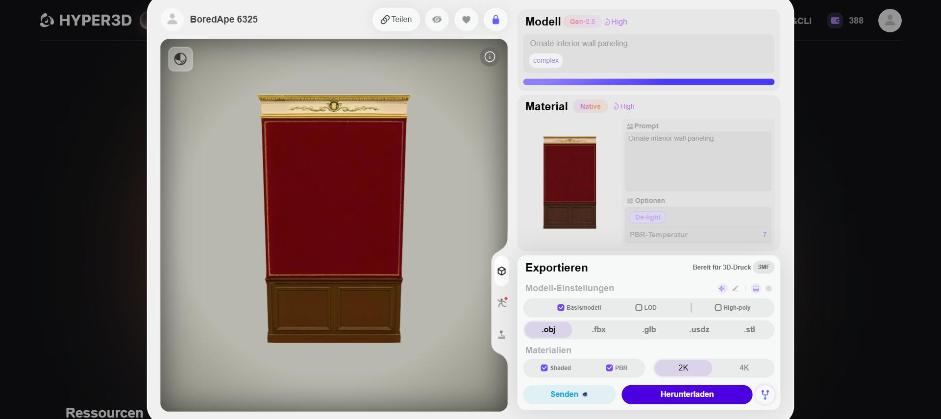 HYPER3D
&CLI
388
BoredApe 6325
Teilen
Modell
Gen-2.5
High
Ornate interior wall paneling
complex
Material
Native
High
Prompt
Ornate interior wall paneling
Optionen
De-light
PBR-Temperatur
7
Exportieren
Bereit für 3D-Druck
3MF
Modell-Einstellungen
Basismodell
LOD
High-poly
.obj
.fbx
.glb
.usdz
.stl
Materialien
Shaded
PBR
2K
4K
Senden
Herunterladen
Ressourcen